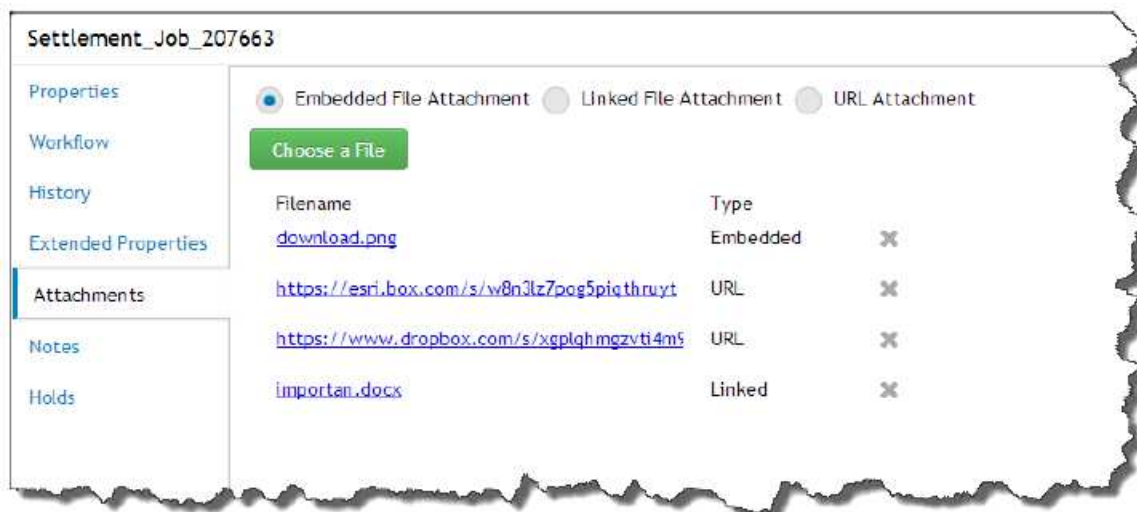 Settlement_Job_207663
Properties
Workflow
History
Extended Properties
Attachments
Notes
Holds
Embedded File Attachment Linked File Attachment URL Attachment
Choose a File
Filename Type
download.png Embedded
https://esri.box.com/s/w8n3lz7pog5piqthruyt URL
https://www.dropbox.com/s/xgplqhmgzvti4m9 URL
importan.docx Linked